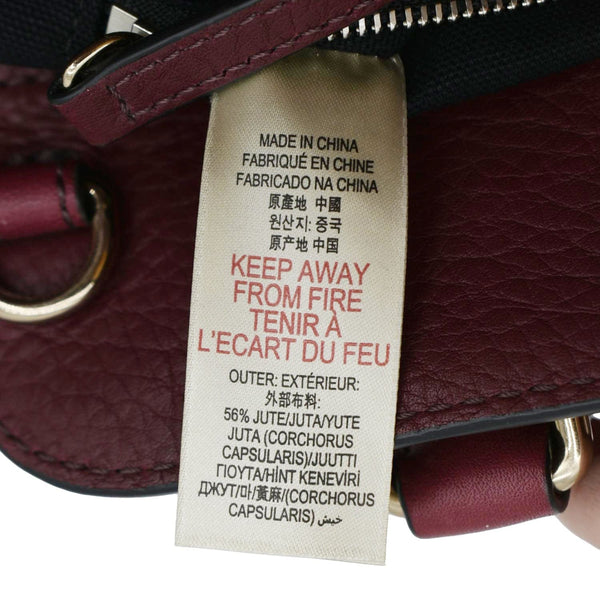 MADE IN CHINA
FABRIQUÉ EN CHINE
FABRICADO NA CHINA
原產地 中國
원산지: 중국
原产地 中国
KEEP AWAY
FROM FIRE
TENIR À
L'ECART DU FEU
OUTER: EXTÉRIEUR:
外部布料:
56% JUTE/JUTA/YUTE
JUTA (CORCHORUS
CAPSULARIS)/JUUTTI
ΓΙΟΥΤΑ/HİNT KENEVİRİ
ДЖУТ/마/黃麻/(CORCHORUS
CAPSULARIS) خيش